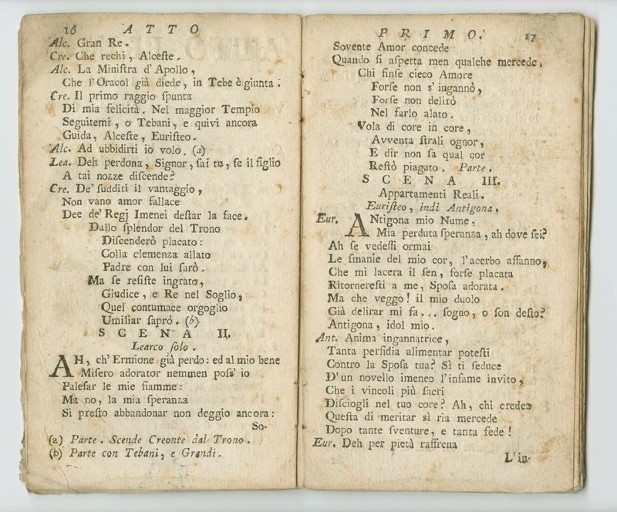 16 ATTO
Alc. Gran Re.
Cre. Che rechi, Alceste.
Alc. La Ministra d' Apollo,
Che l'Oracol già diede, in Tebe è giunta.
Cre. Il primo raggio spunta
Di mia felicità. Nel maggior Tempio
Seguitemi, o Tebani, e quivi ancora
Guida, Alceste, Euristeo.
Alc. Ad ubbidirti io volo. (a)
Lea. Deh perdona, Signor, sai tu, se il figlio
A tai nozze discende?
Cre. De' sudditi il vantaggio,
Non vano amor fallace
Dee de' Regj Imenei destar la face.
Dallo splendor del Trono
Discenderò placato:
Colla clemenza allato
Padre con lui sarò.
Ma se resiste ingrato,
Giudice, e Re nel Soglio,
Quel contumace orgoglio
Umiliar saprò. (b)
SCENA II.
Learco solo.
AH, ch' Ermione già perdo: ed al mio bene
Misero adorator nemmen poss' io
Palesar le mie fiamme:
Ma no, la mia speranza
Sì presto abbandonar non deggio ancora:
So-
(a) Parte. Scende Creonte dal Trono.
(b) Parte con Tebani, e Grandi.
PRIMO. 17
Sovente Amor concede
Quando si aspetta men qualche mercede.
Chi finse cieco Amore
Forse non s' ingannò,
Forse non delirò
Nel farlo alato.
Vola di core in core,
Avventa strali ognor,
E dir non sa qual cor
Restò piagato. Parte.
SCENA III.
Appartamenti Reali.
Euristeo, indi Antigona.
Eur. ANtigona mio Nume,
Mia perduta speranza, ah dove sei?
Ah se vedessi ormai
Le smanie del mio cor, l'acerbo affanno,
Che mi lacera il sen, forse placata
Ritorneresti a me, Sposa adorata.
Ma che veggo! il mio duolo
Già delirar mi fa... sogno, o son desto?
Antigona, idol mio.
Ant. Anima ingannatrice,
Tanta perfidia alimentar potesti
Contro la Sposa tua? Sì ti seduce
D' un novello imeneo l'infame invito,
Che i vincoli più sacri
Disciogli nel tuo core? Ah, chi crede
Questa di meritar sì ria mercede
Dopo tante sventure, e tanta fede!
Eur. Deh per pietà raffrena
L'in-